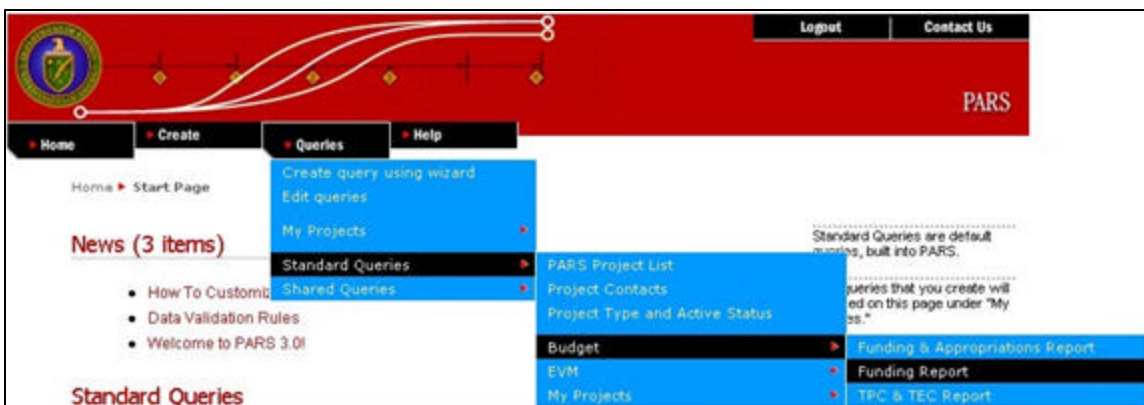 Logout
Contact Us
PARS
Home
Create
Queries
Help
Create query using wizard
Edit queries
My Projects
Standard Queries
Shared Queries
Home Start Page
News (3 items)
How To Customiz
Data Validation Rules
Welcome to PARS 3.0!
Standard Queries
PARS Project List
Project Contacts
Project Type and Active Status
Budget
EVM
My Projects
Funding & Appropriations Report
Funding Report
TPC & TEC Report
Standard Queries are default
queries, built into PARS.
queries that you create will
ed on this page under "My
es."